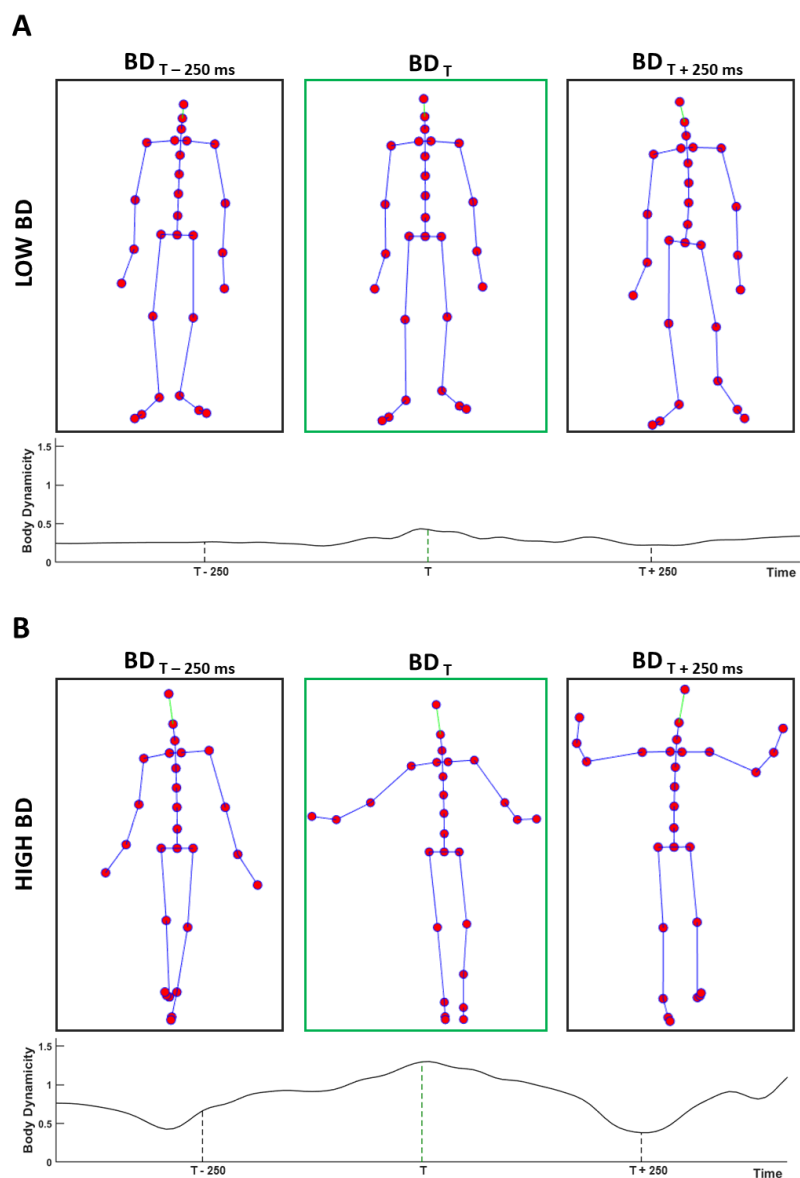 A
BD T – 250 ms
BD T
BD T + 250 ms
LOW BD
Body Dynamicity
1.5
1
0.5
0
T - 250
T
T + 250
Time
B
BD T – 250 ms
BD T
BD T + 250 ms
HIGH BD
Body Dynamicity
1.5
1
0.5
0
T - 250
T
T + 250
Time